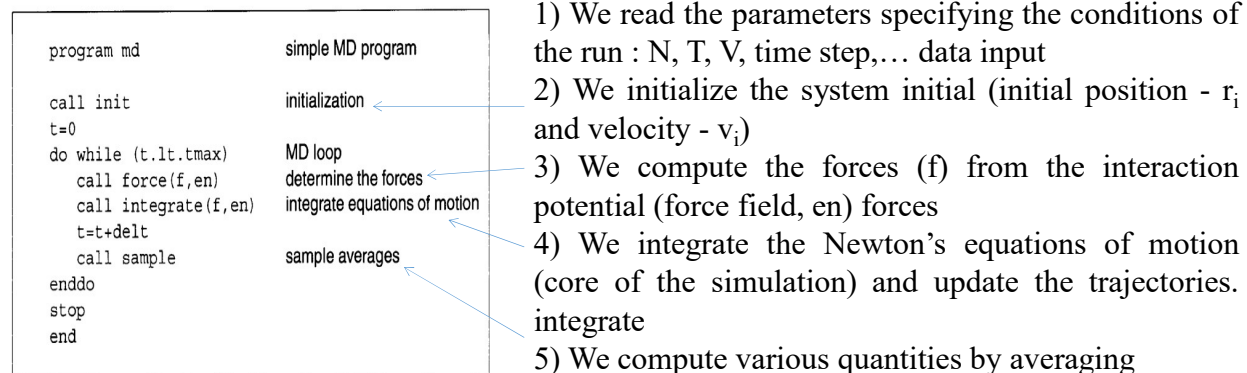 program md simple MD program
call init initialization
t=0
do while (t.lt.tmax) MD loop
call force(f,en) determine the forces
call integrate(f,en) integrate equations of motion
t=t+delt
call sample sample averages
enddo
stop
end
1) We read the parameters specifying the conditions of
the run : N, T, V, time step,… data input
2) We initialize the system initial (initial position - ri
and velocity - vi)
3) We compute the forces (f) from the interaction
potential (force field, en) forces
4) We integrate the Newton’s equations of motion
(core of the simulation) and update the trajectories.
integrate
5) We compute various quantities by averaging